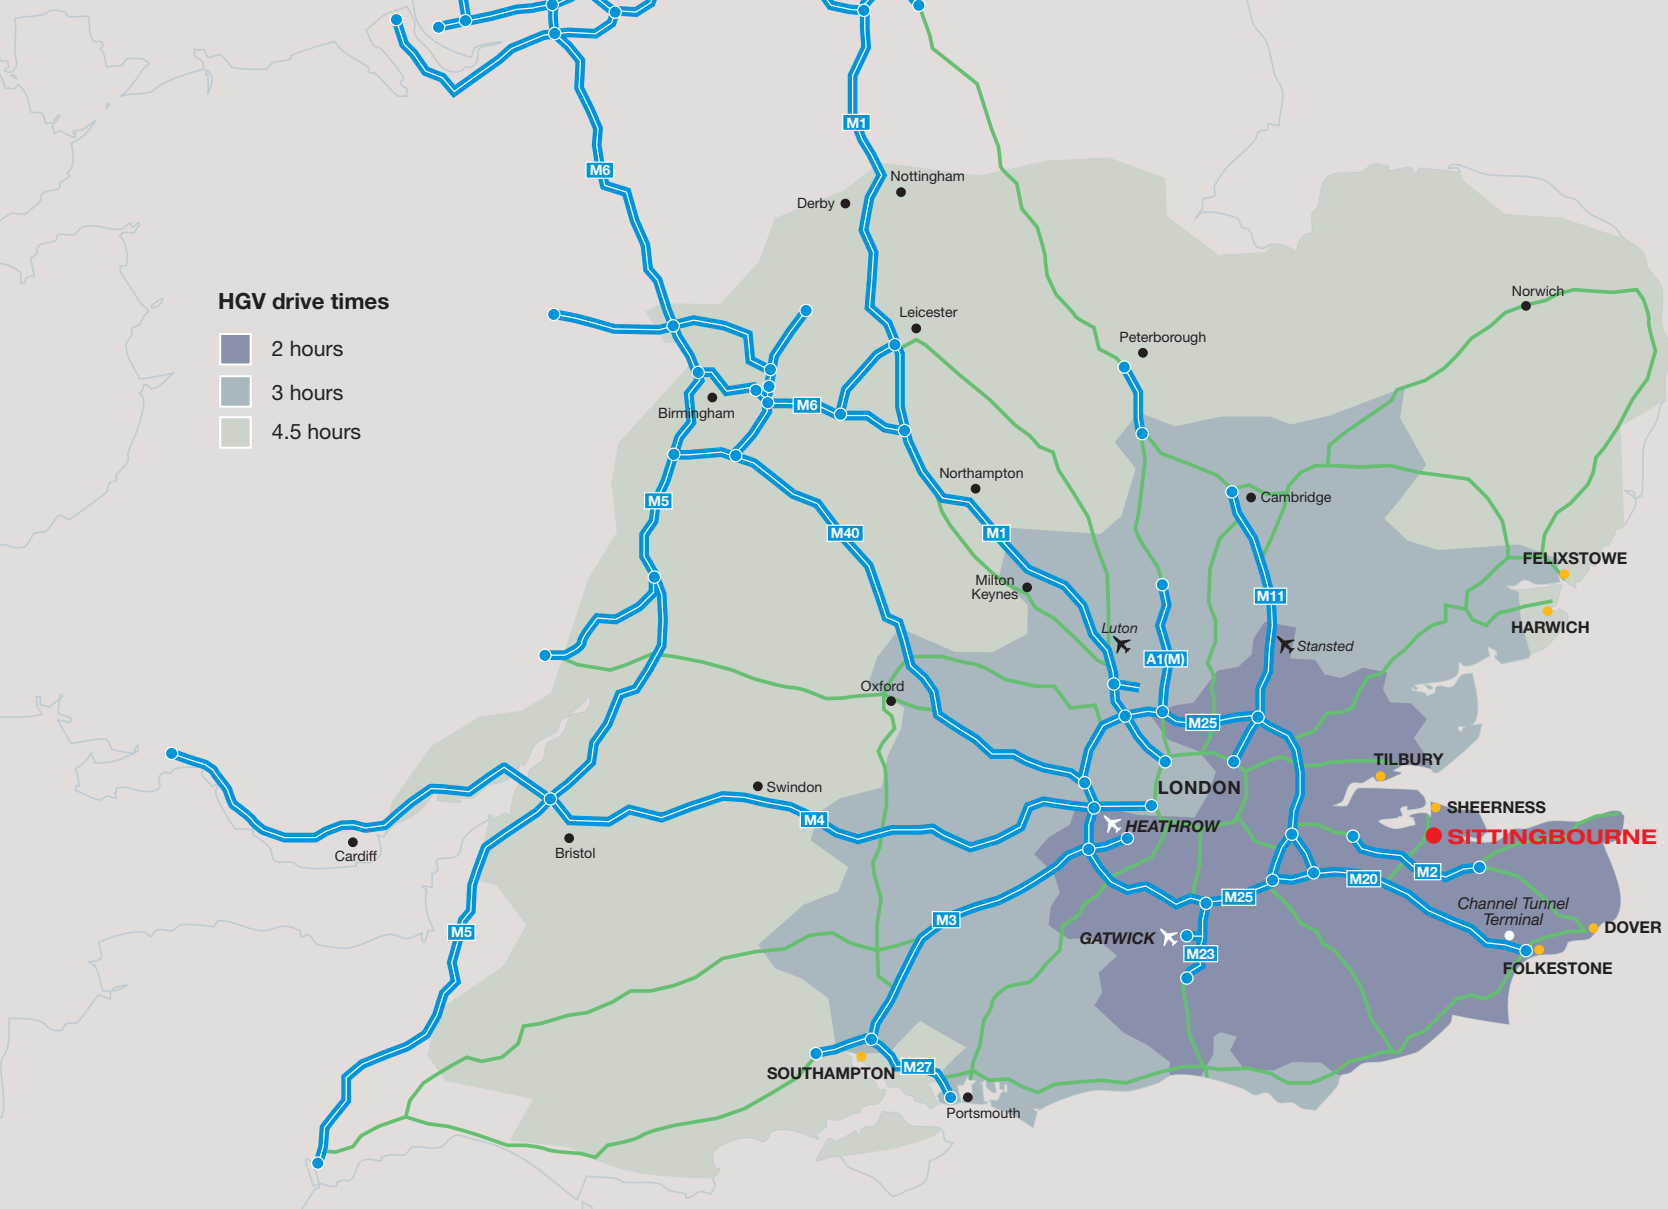 M1
M6
Nottingham
Derby
HGV drive times
2 hours
3 hours
4.5 hours
Norwich
Leicester
Peterborough
M6
Birmingham
Northampton
Cambridge
M5
M40
M1
FELIXSTOWE
Milton
Keynes
M11
HARWICH
Luton
Stansted
A1(M)
Oxford
M25
TILBURY
LONDON
Swindon
SHEERNESS
M4
HEATHROW
SITTINGBOURNE
Cardiff
Bristol
M2
M20
M25
Channel Tunnel
Terminal
M3
M5
GATWICK
DOVER
M23
FOLKESTONE
SOUTHAMPTON
M27
Portsmouth